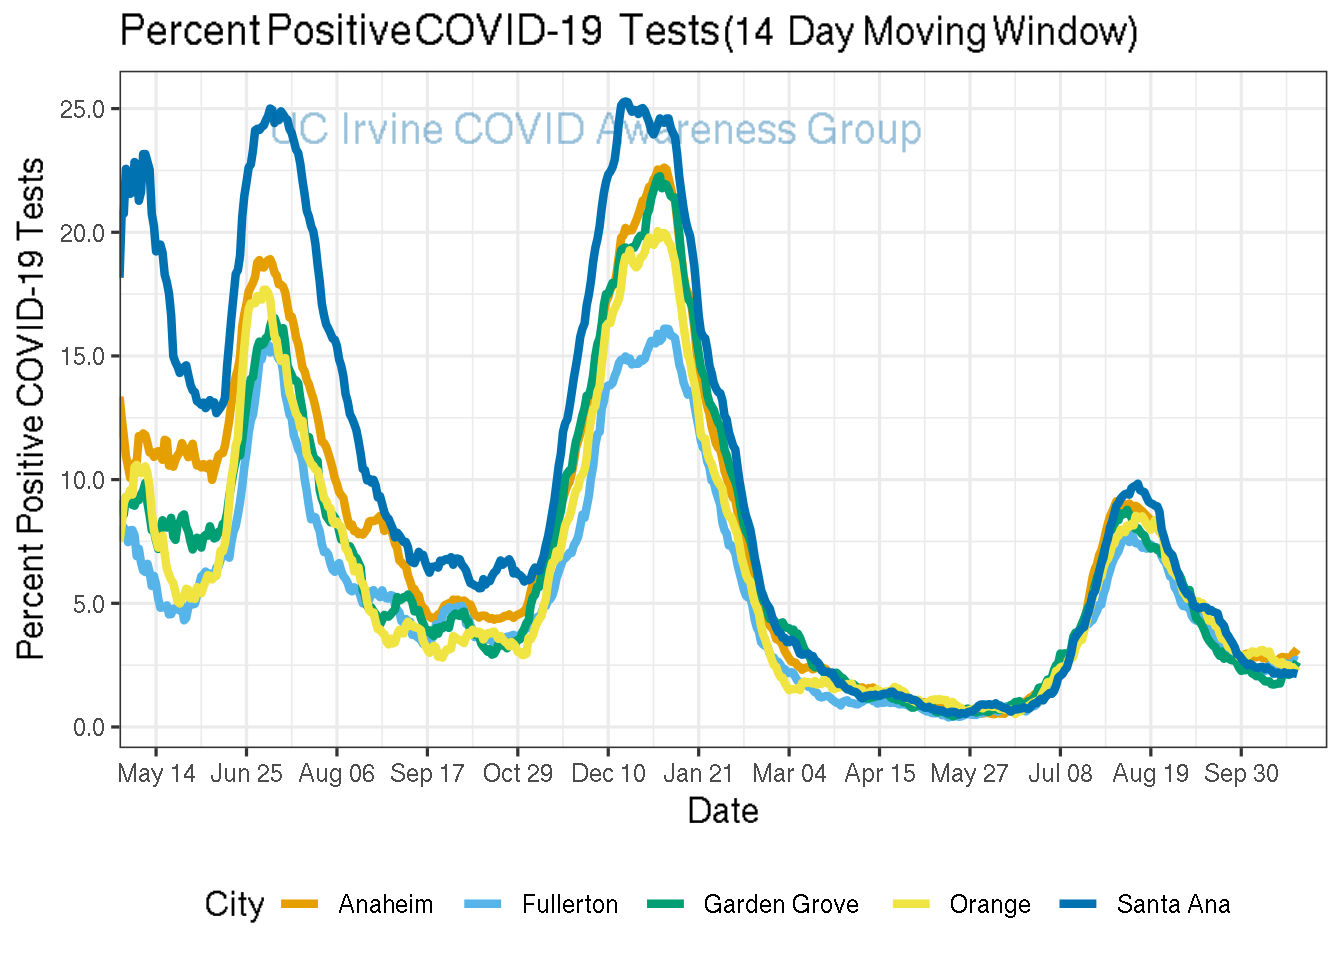 Percent Positive COVID-19 Tests (14 Day Moving Window)
UC Irvine COVID Awareness Group
Percent Positive COVID-19 Tests
25.0
20.0
15.0
10.0
5.0
0.0
May 14 Jun 25 Aug 06 Sep 17 Oct 29 Dec 10 Jan 21 Mar 04 Apr 15 May 27 Jul 08 Aug 19 Sep 30
Date
City Anaheim Fullerton Garden Grove Orange Santa Ana